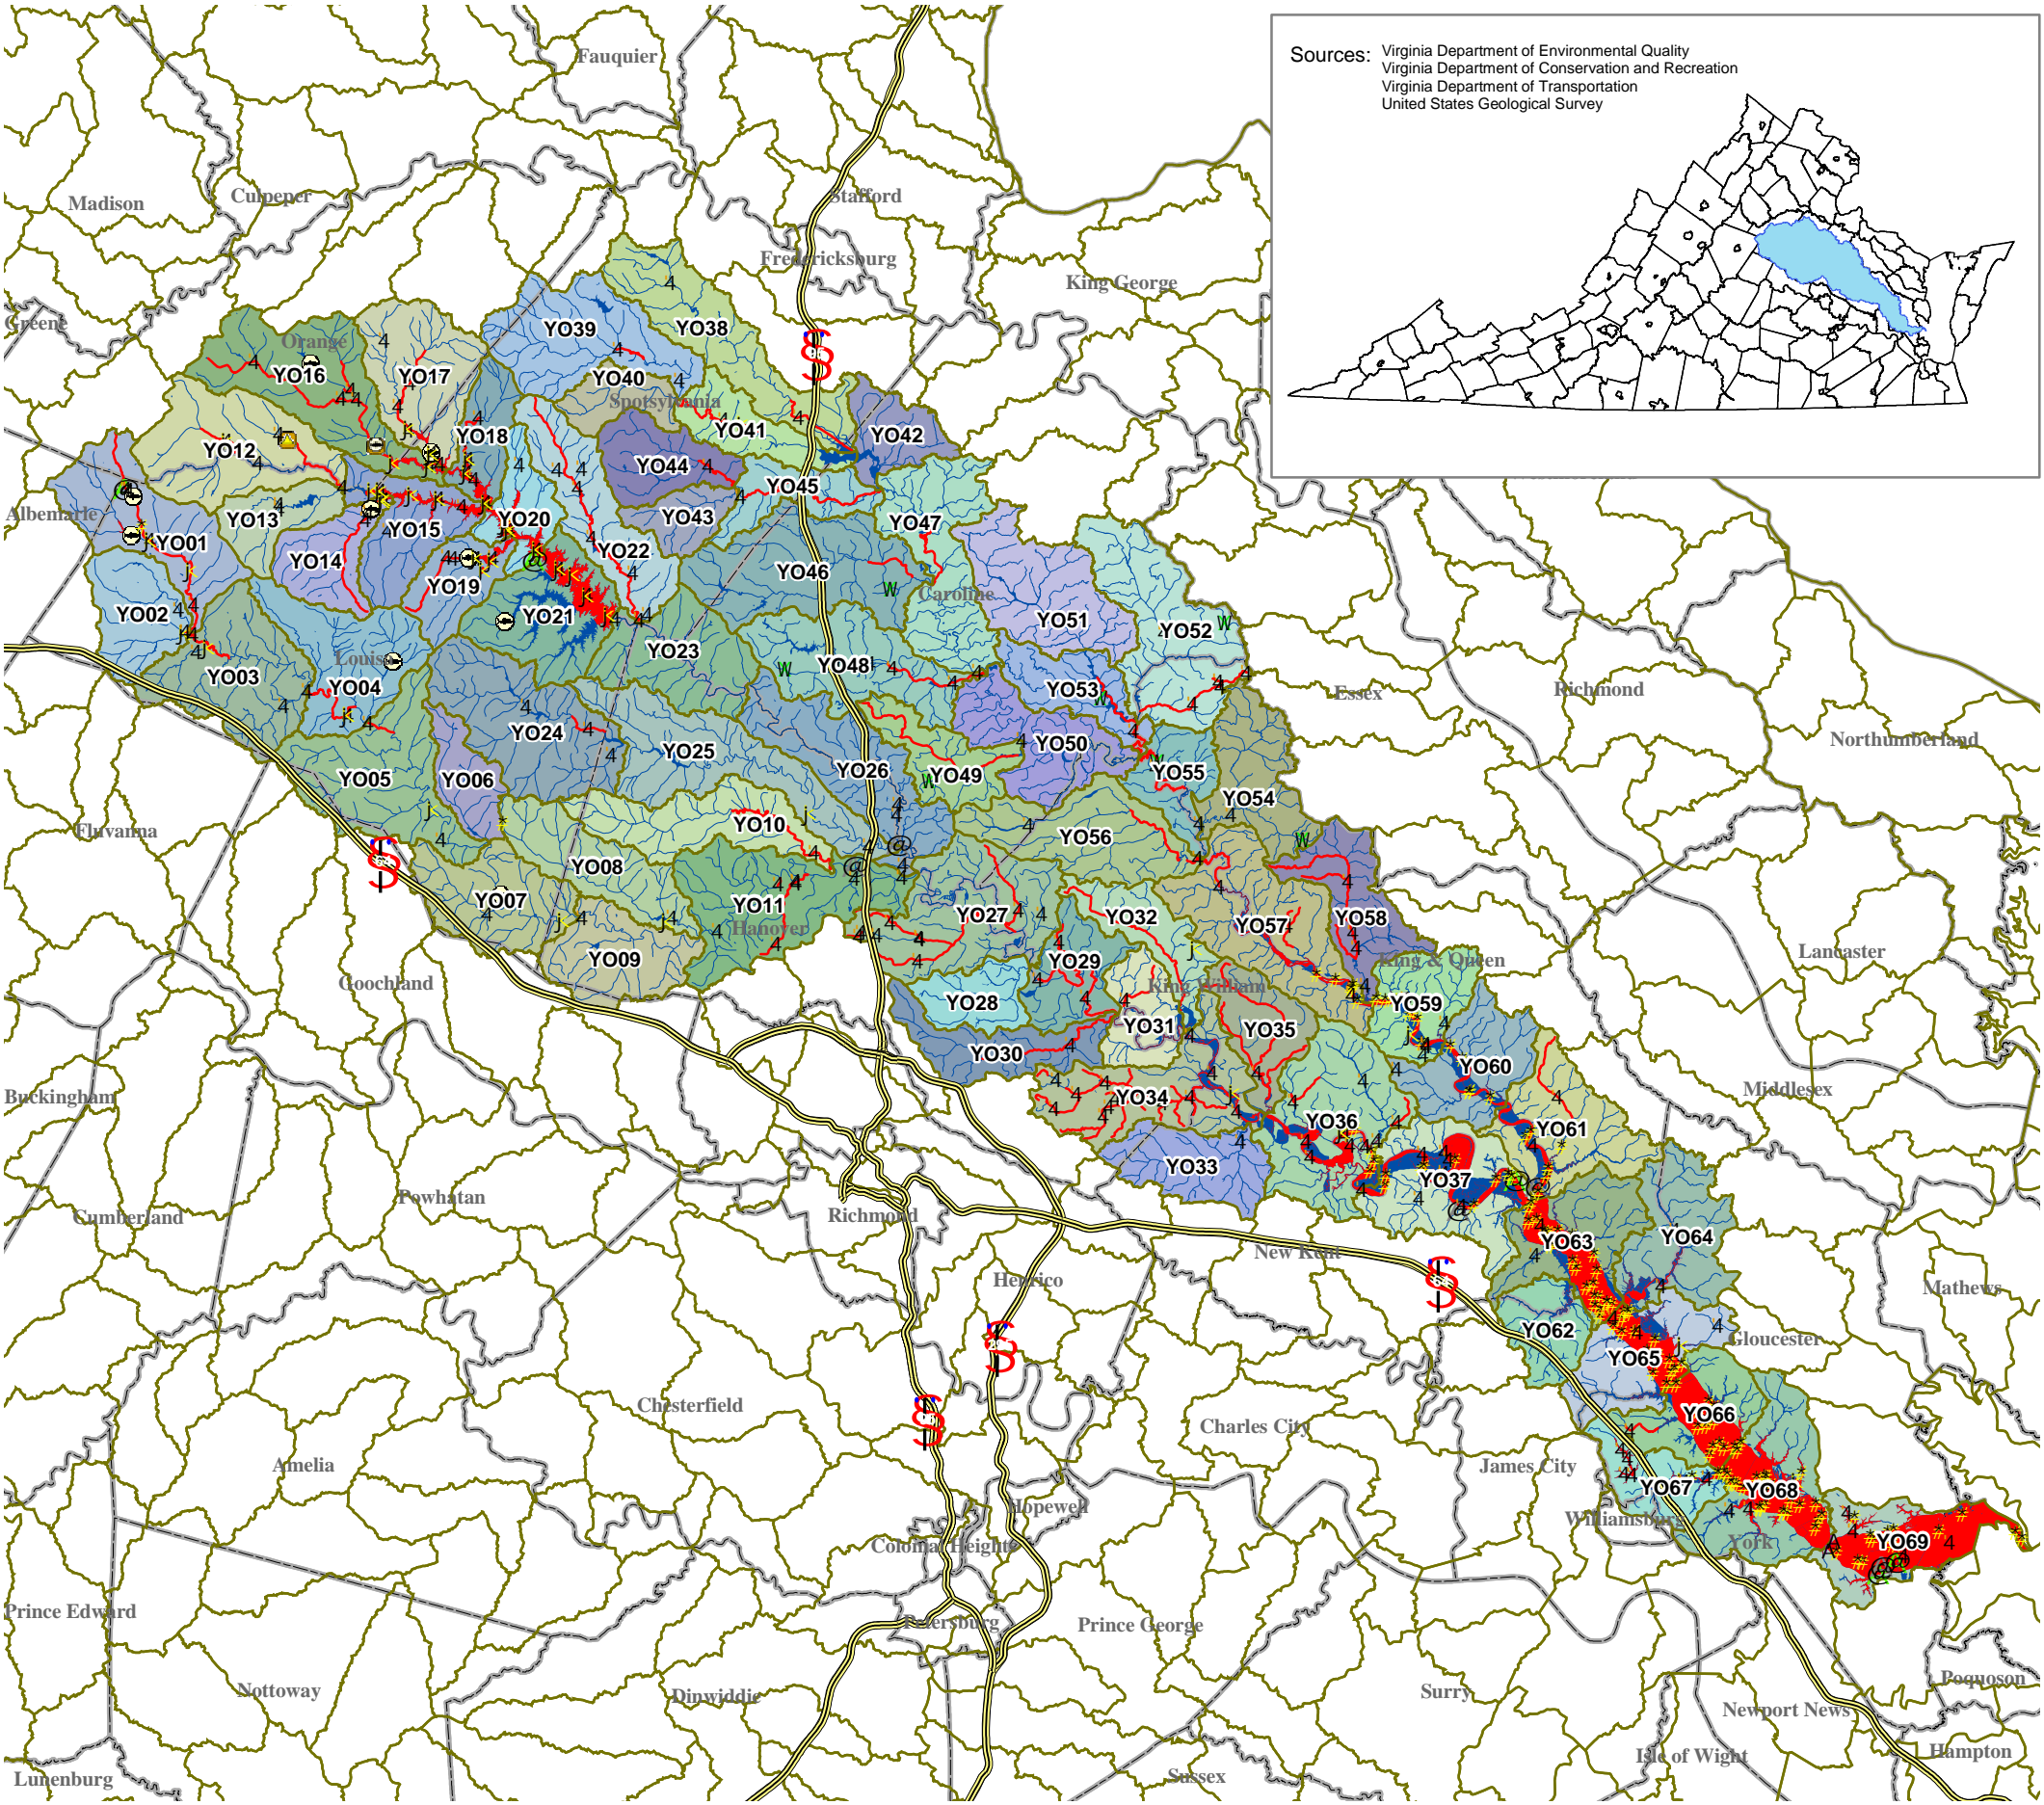 Sources:
Virginia Department of Environmental Quality
Virginia Department of Conservation and Recreation
Virginia Department of Transportation
United States Geological Survey
Fauquier
Madison
Culpeper
Stafford
Fredericksburg
King George
Greene
Orange
YO39
YO38
YO16
YO17
YO40
Spotsylvania
YO41
YO42
YO18
YO12
YO44
YO45
Albemarle
YO13
YO20
YO43
YO47
YO01
YO15
YO14
YO22
YO46
YO19
Caroline
YO02
YO21
YO51
YO52
YO23
YO48
Louisa
YO03
YO04
YO53
Essex
Richmond
YO24
YO25
YO50
Northumberland
YO05
YO06
YO26
YO49
YO55
YO54
Fluvanna
YO10
YO56
YO08
YO07
YO11
YO27
YO32
YO57
YO58
Hanover
YO09
YO29
King & Queen
Lancaster
Goochland
King William
YO28
YO59
YO31
YO35
YO30
YO60
Buckingham
YO34
Middlesex
YO36
YO61
YO33
YO37
Powhatan
Cumberland
Richmond
New Kent
YO63
YO64
Henrico
Mathews
YO62
Gloucester
YO65
Chesterfield
Charles City
YO66
Amelia
James City
YO67
YO68
Hopewell
Williamsburg
Colonial Heights
York
YO69
Prince Edward
Petersburg
Prince George
Poquoson
Nottoway
Dinwiddie
Surry
Newport News
Isle of Wight
Hampton
Lunenburg
Sussex